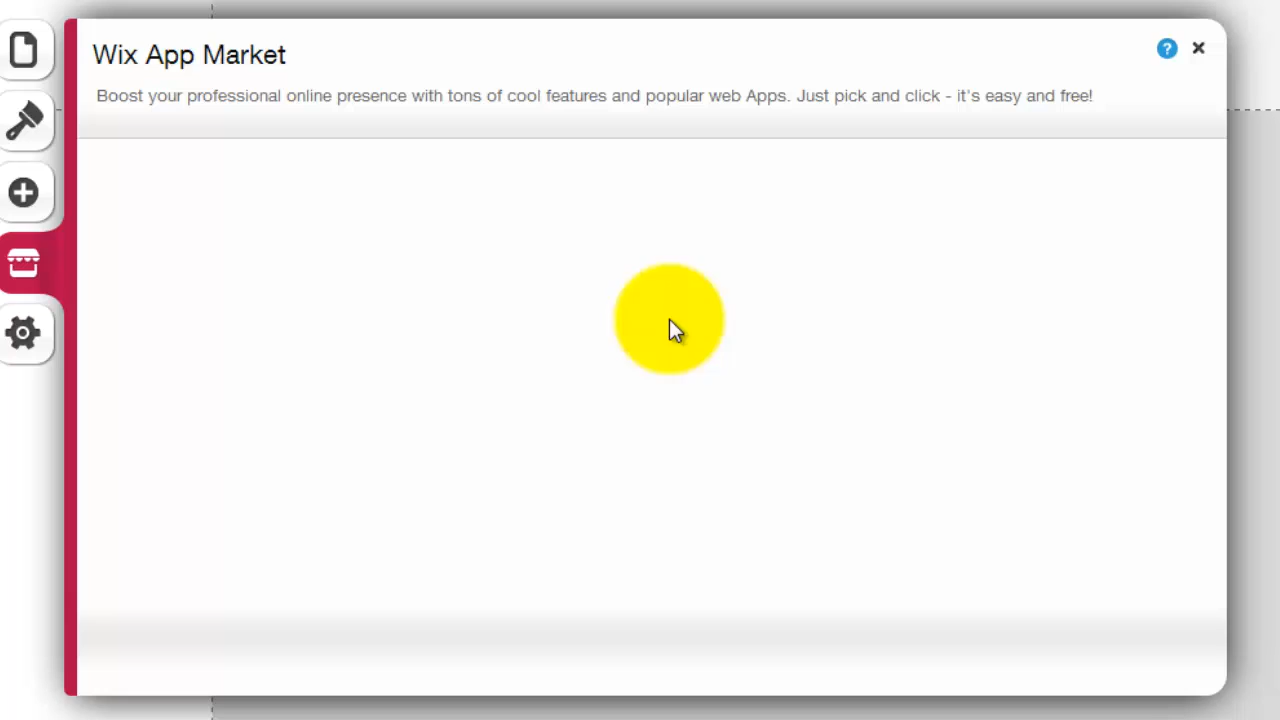 Wix App Market
?
Boost your professional online presence with tons of cool features and popular web Apps. Just pick and click - it's easy and free!